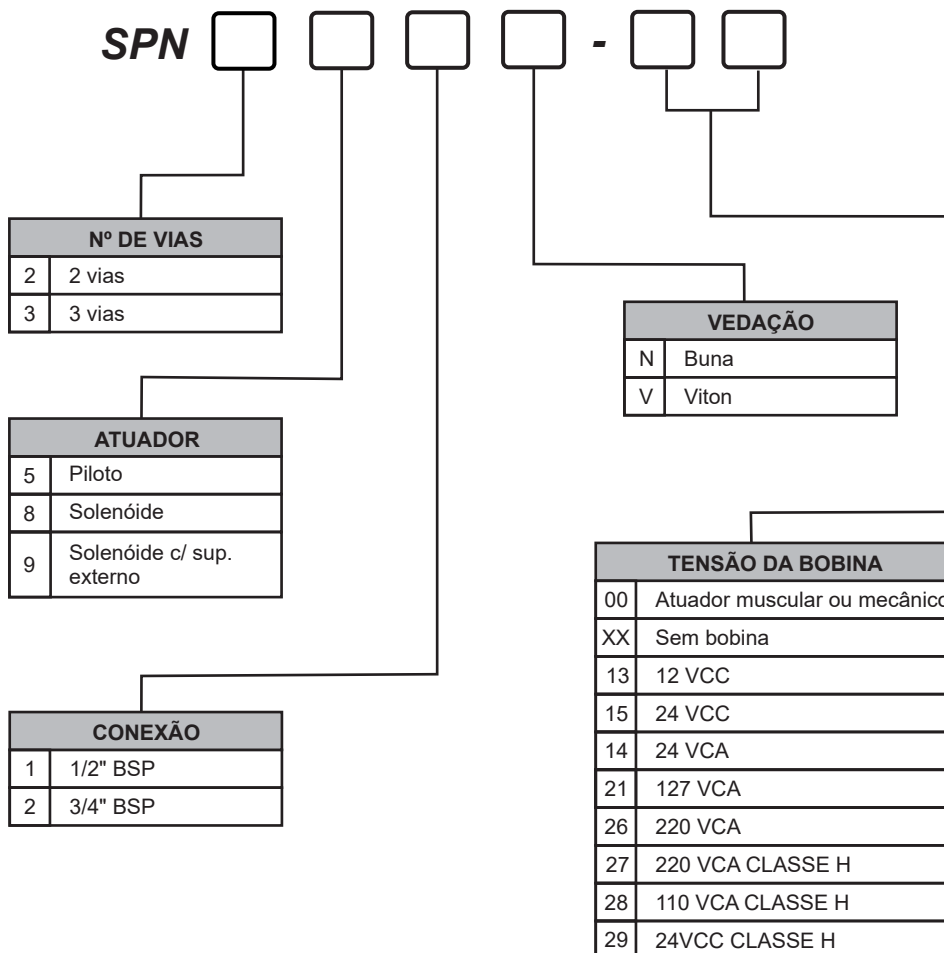 SPN -
Nº DE VIAS
2 2 vias
3 3 vias
VEDAÇÃO
N Buna
V Viton
ATUADOR
5 Piloto
8 Solenóide
9 Solenóide c/ sup.
externo
TENSÃO DA BOBINA
00 Atuador muscular ou mecânico
XX Sem bobina
13 12 VCC
15 24 VCC
14 24 VCA
21 127 VCA
26 220 VCA
27 220 VCA CLASSE H
28 110 VCA CLASSE H
29 24VCC CLASSE H
CONEXÃO
1 1/2" BSP
2 3/4" BSP